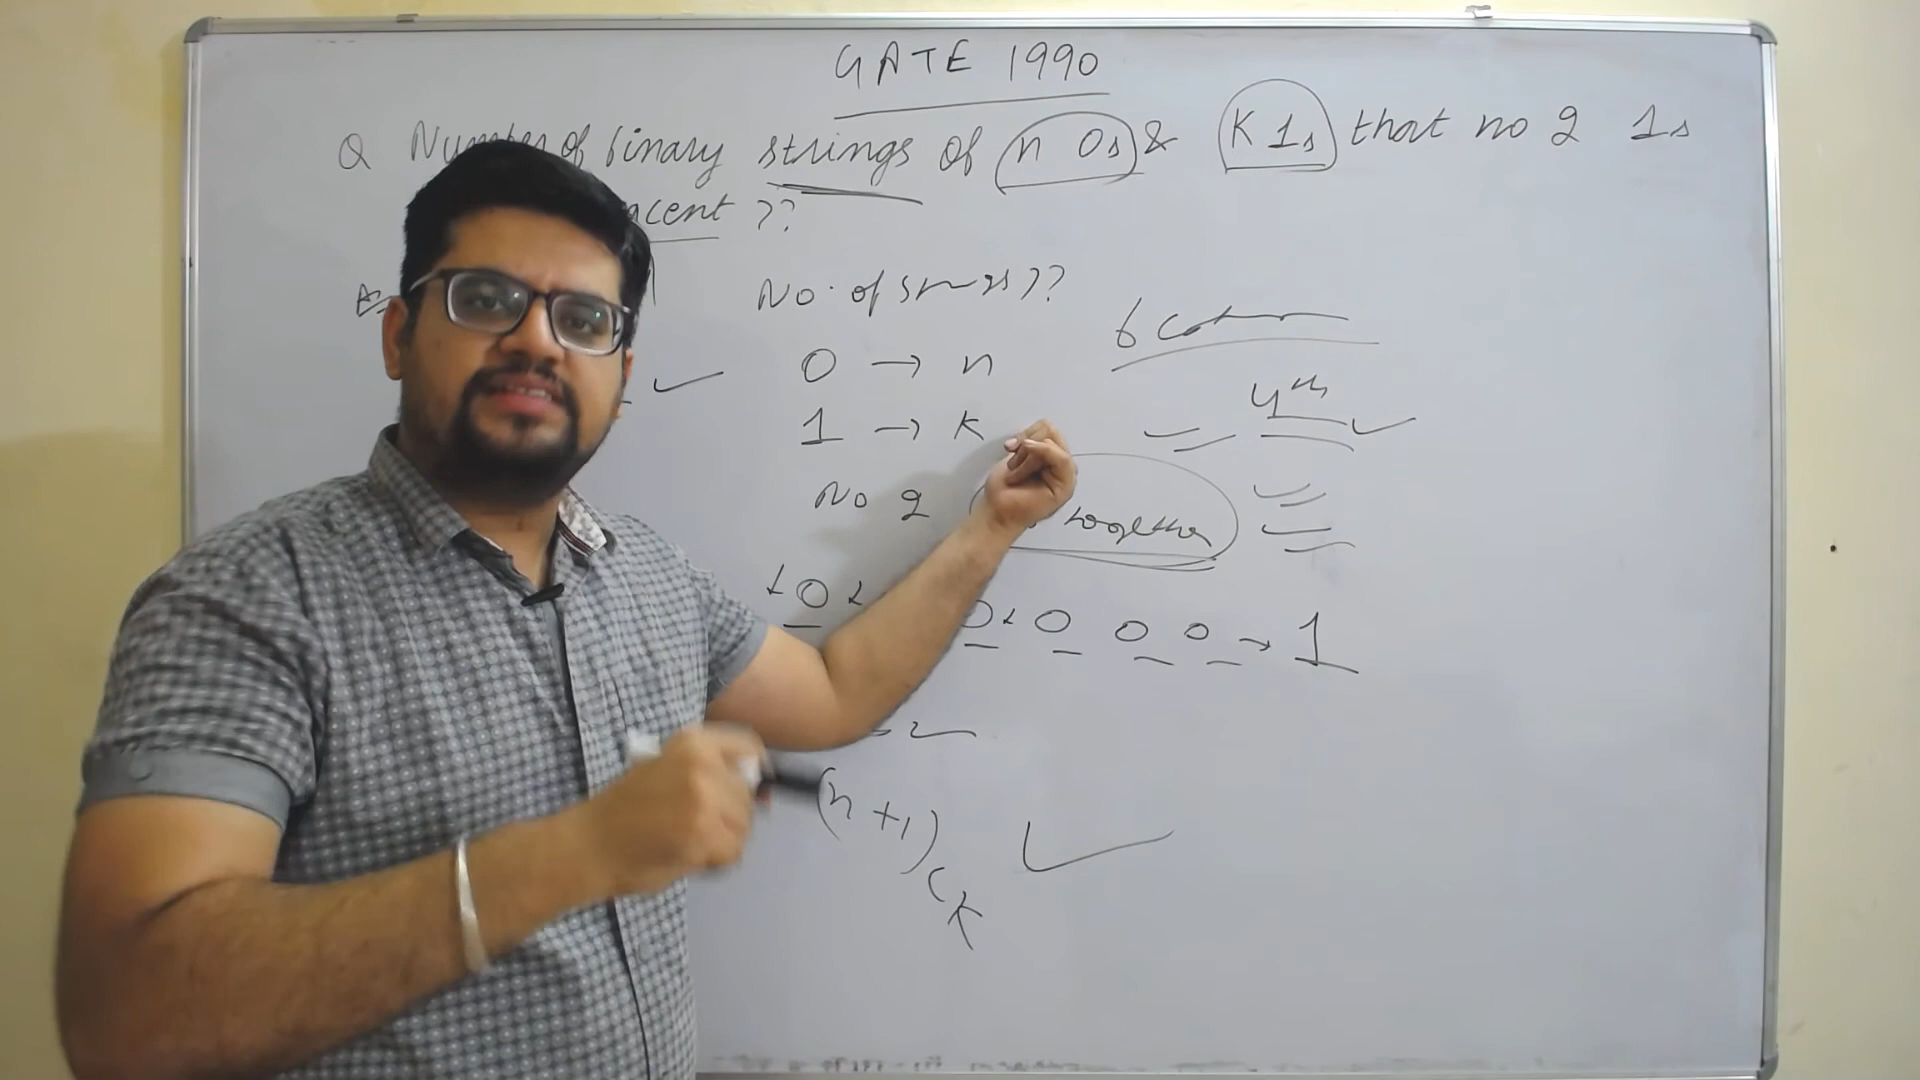 GATE 1990
Q Number of binary strings of n 0s & K 1s that no 2 1s
acent ??
No. of strings ??
0 → n
1 → K
4th
No 2 together
0 0 0 0 0 → 1
(n+1)
C
K